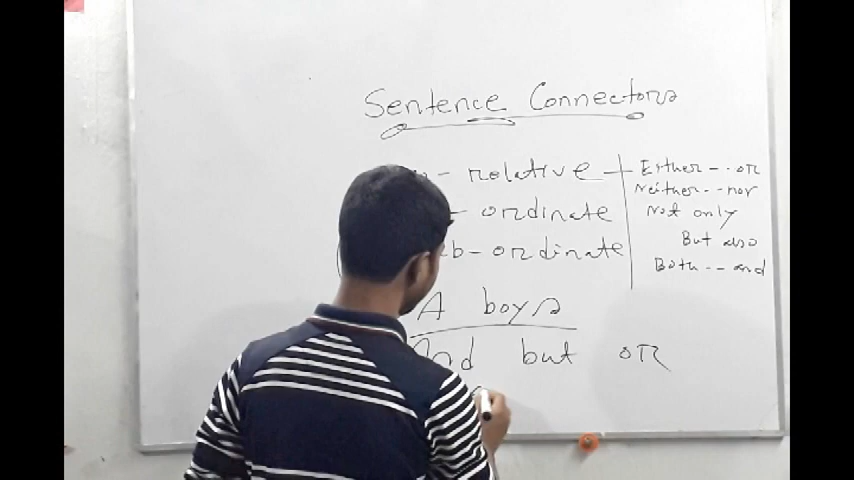 Sentence Connectors
- relative
Either -- or
Neither -- nor
- ordinate
Not only
But also
b - ordinate
Both -- and
A boys
And but or